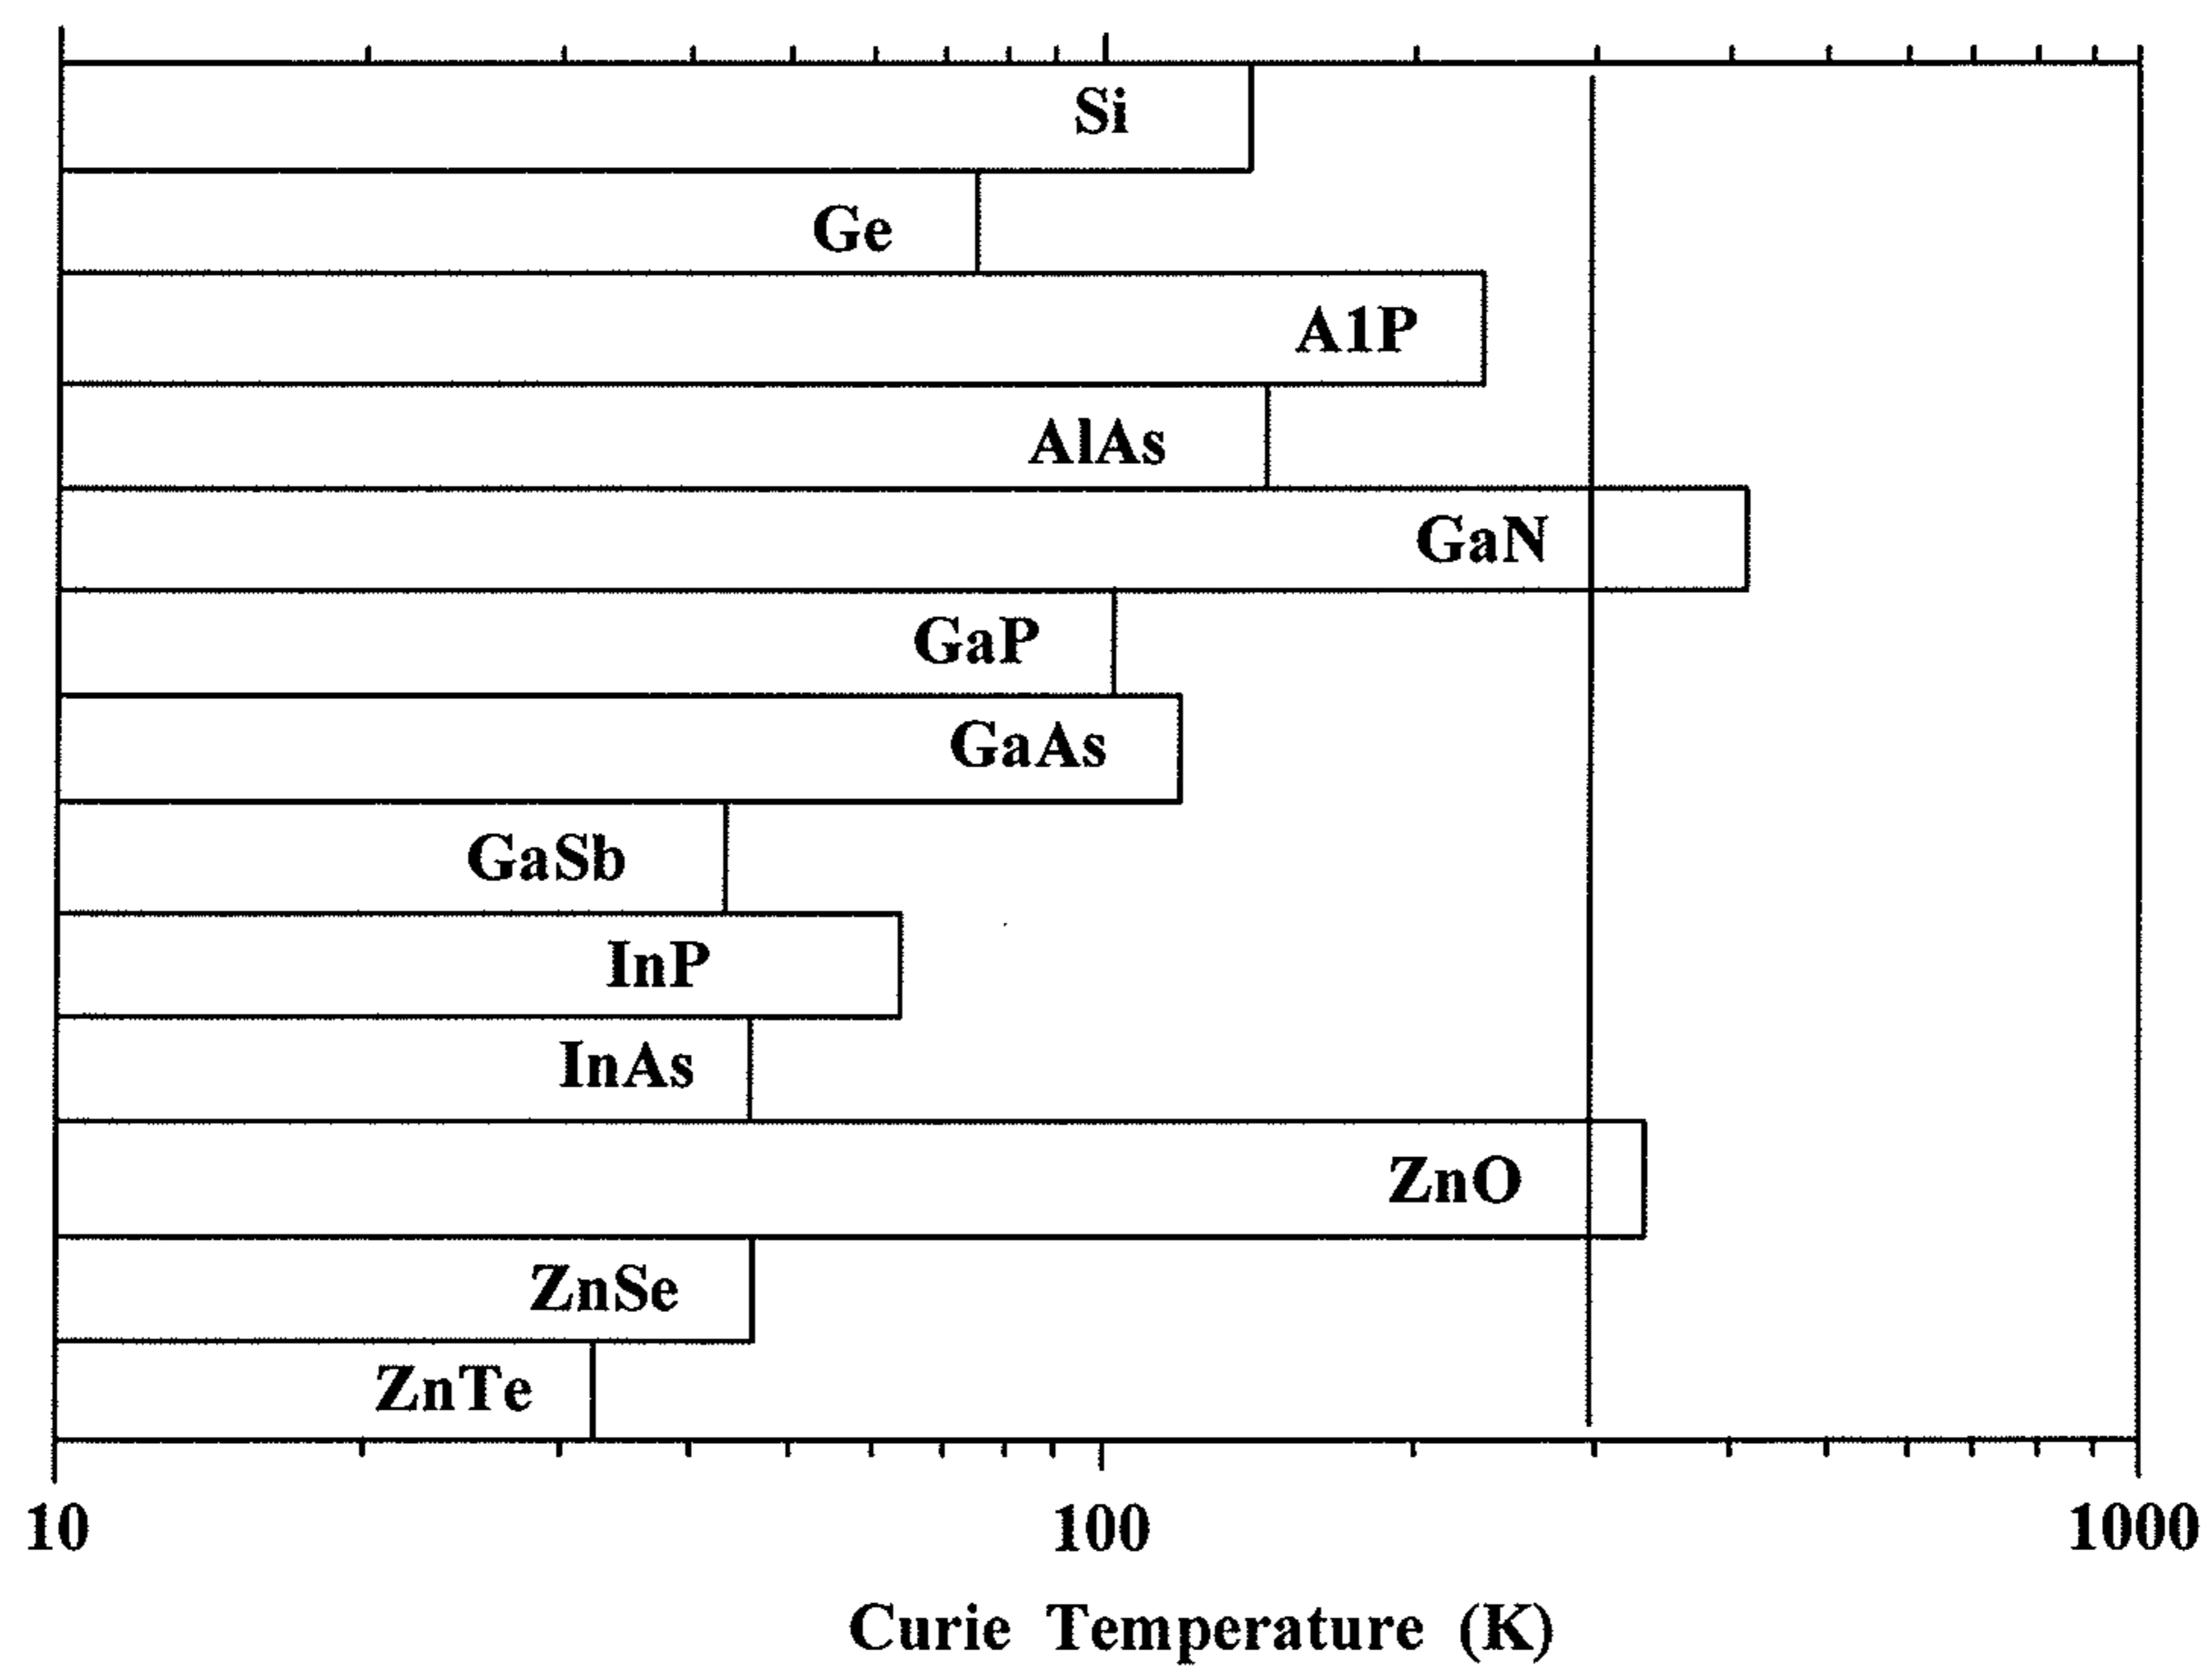 Si
Ge
A1P
AlAs
GaN
GaP
GaAs
GaSb
InP
InAs
ZnO
ZnSe
ZnTe
10 100 1000
Curie Temperature (K)